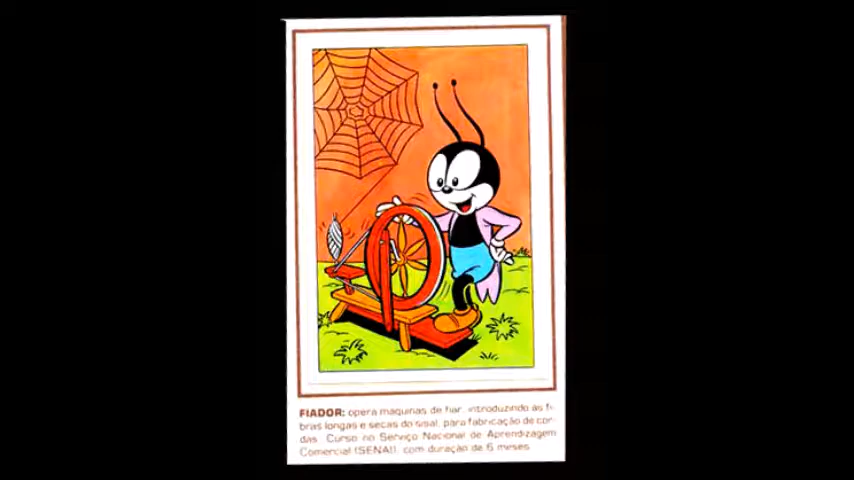 FIADOR: opera máquinas de fiar, introduzindo as fi-
bras longas e secas do sisal, para fabricação de cor-
das. Curso no Serviço Nacional de Aprendizagem
Comercial (SENAI), com duração de 6 meses.